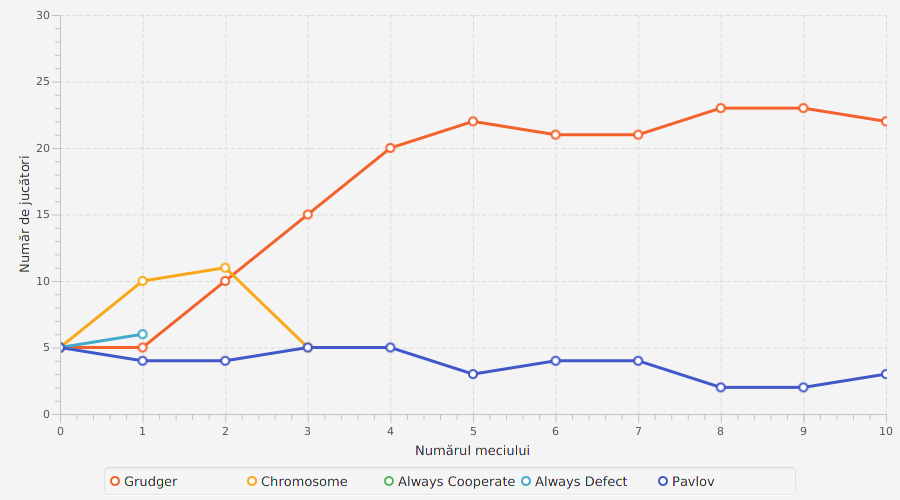 30
25
20
15
10
5
0
Număr de jucători
0 1 2 3 4 5 6 7 8 9 10
Numărul meciului
Grudger Chromosome Always Cooperate Always Defect Pavlov